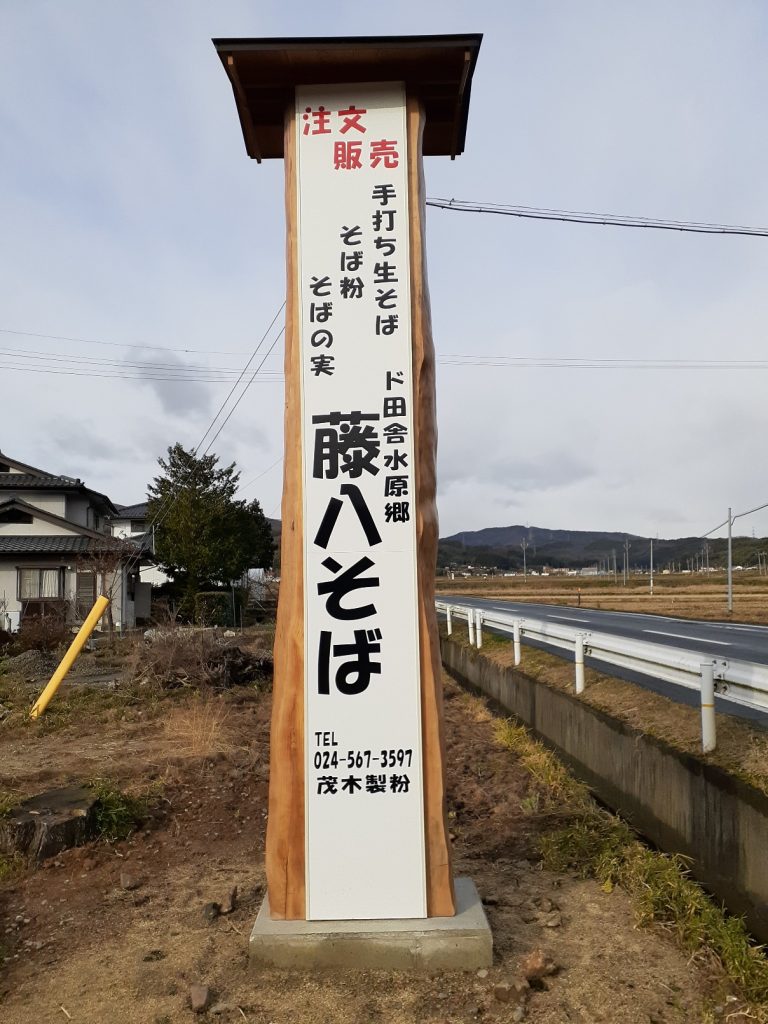 注文
販売
手打ち生そば
そば粉
そばの実
ド田舎水原郷
藤八そば
TEL
024-567-3597
茂木製粉